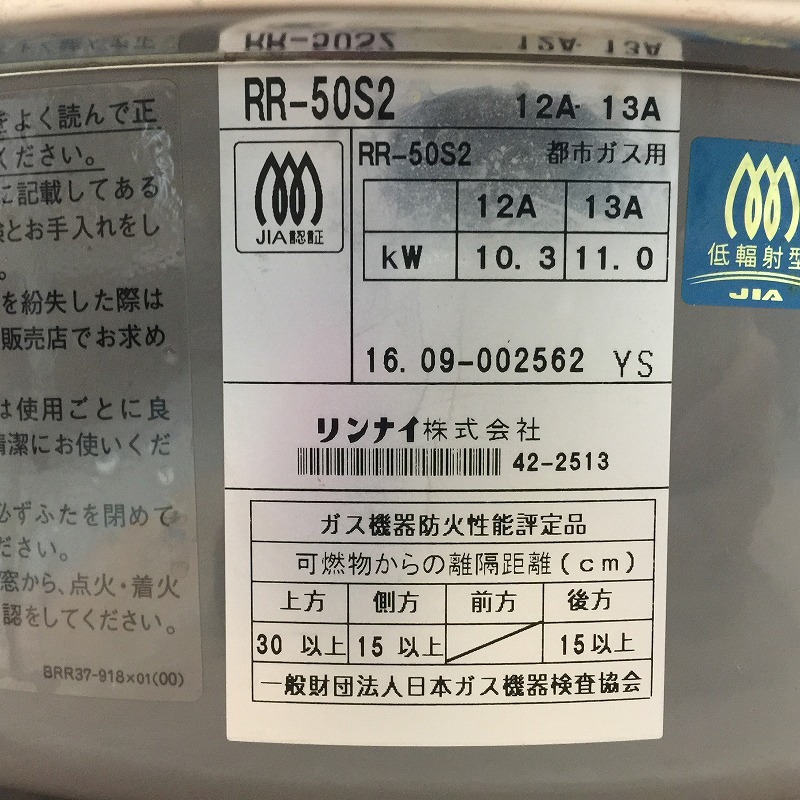 RR-50S2 12A・13A
をよく読んで正
ください。
に記載してある
とお手入れをし
。
を紛失した際は
販売店でお求め
は使用ごとに良
清潔にお使いくだ
必ずふたを閉めて
ださい。
窓から、点火・着火
認をしてください。
BRR37-918×01(00)
RR-50S2 12A・13A
JIA認証
RR-50S2 都市ガス用
12A 13A
kW 10.3 11.0
16.09-002562 YS
リンナイ株式会社
42-2513
ガス機器防火性能評定品
可燃物からの離隔距離(cm)
上方 側方 前方 後方
30 以上 15 以上 15以上
一般財団法人日本ガス機器検査協会
低輻射型
JIA